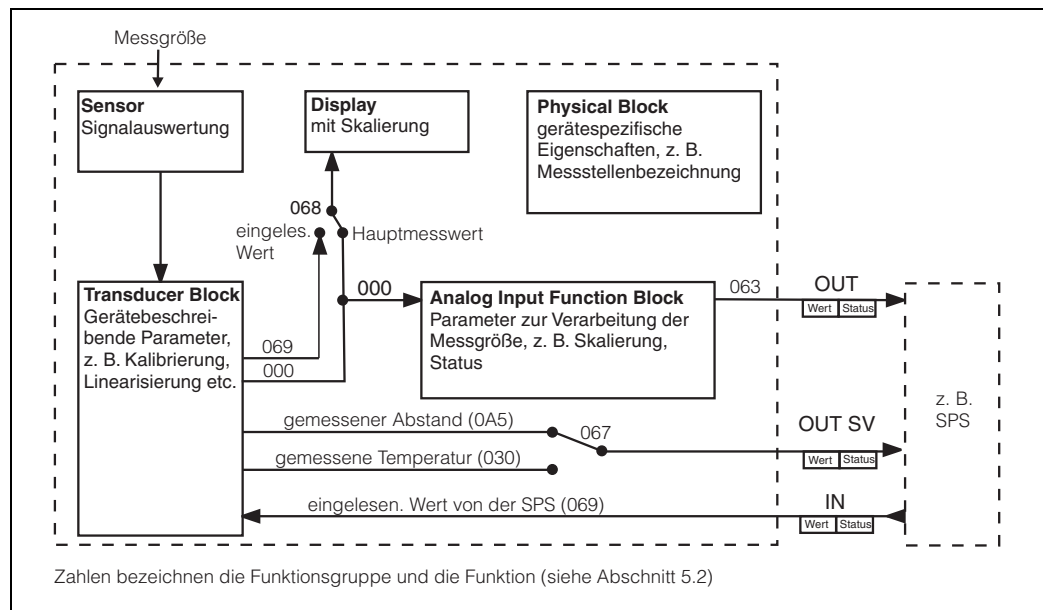 Messgröße
Sensor
Signalauswertung
Display
mit Skalierung
Physical Block
gerätespezifische
Eigenschaften, z. B.
Messstellenbezeichnung
068
eingeles.
Wert
Hauptmesswert
Transducer Block
Gerätebeschrei-
bende Parameter,
z. B. Kalibrierung,
Linearisierung etc.
069
000
000
Analog Input Function Block
Parameter zur Verarbeitung der
Messgröße, z. B. Skalierung,
Status
063
OUT
Wert Status
z. B.
SPS
gemessener Abstand (0A5)
067
OUT SV
Wert Status
gemessene Temperatur (030)
eingelesen. Wert von der SPS (069)
IN
Wert Status
Zahlen bezeichnen die Funktionsgruppe und die Funktion (siehe Abschnitt 5.2)